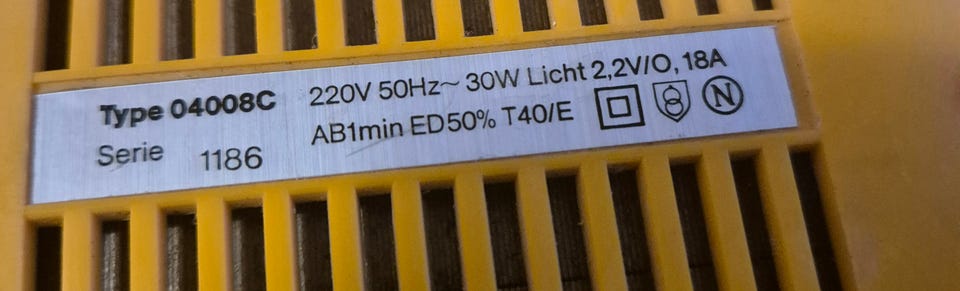 Type 04008C 220V 50Hz~ 30W Licht 2,2V/0,18A
Serie 1186 AB1min ED50% T40/E N